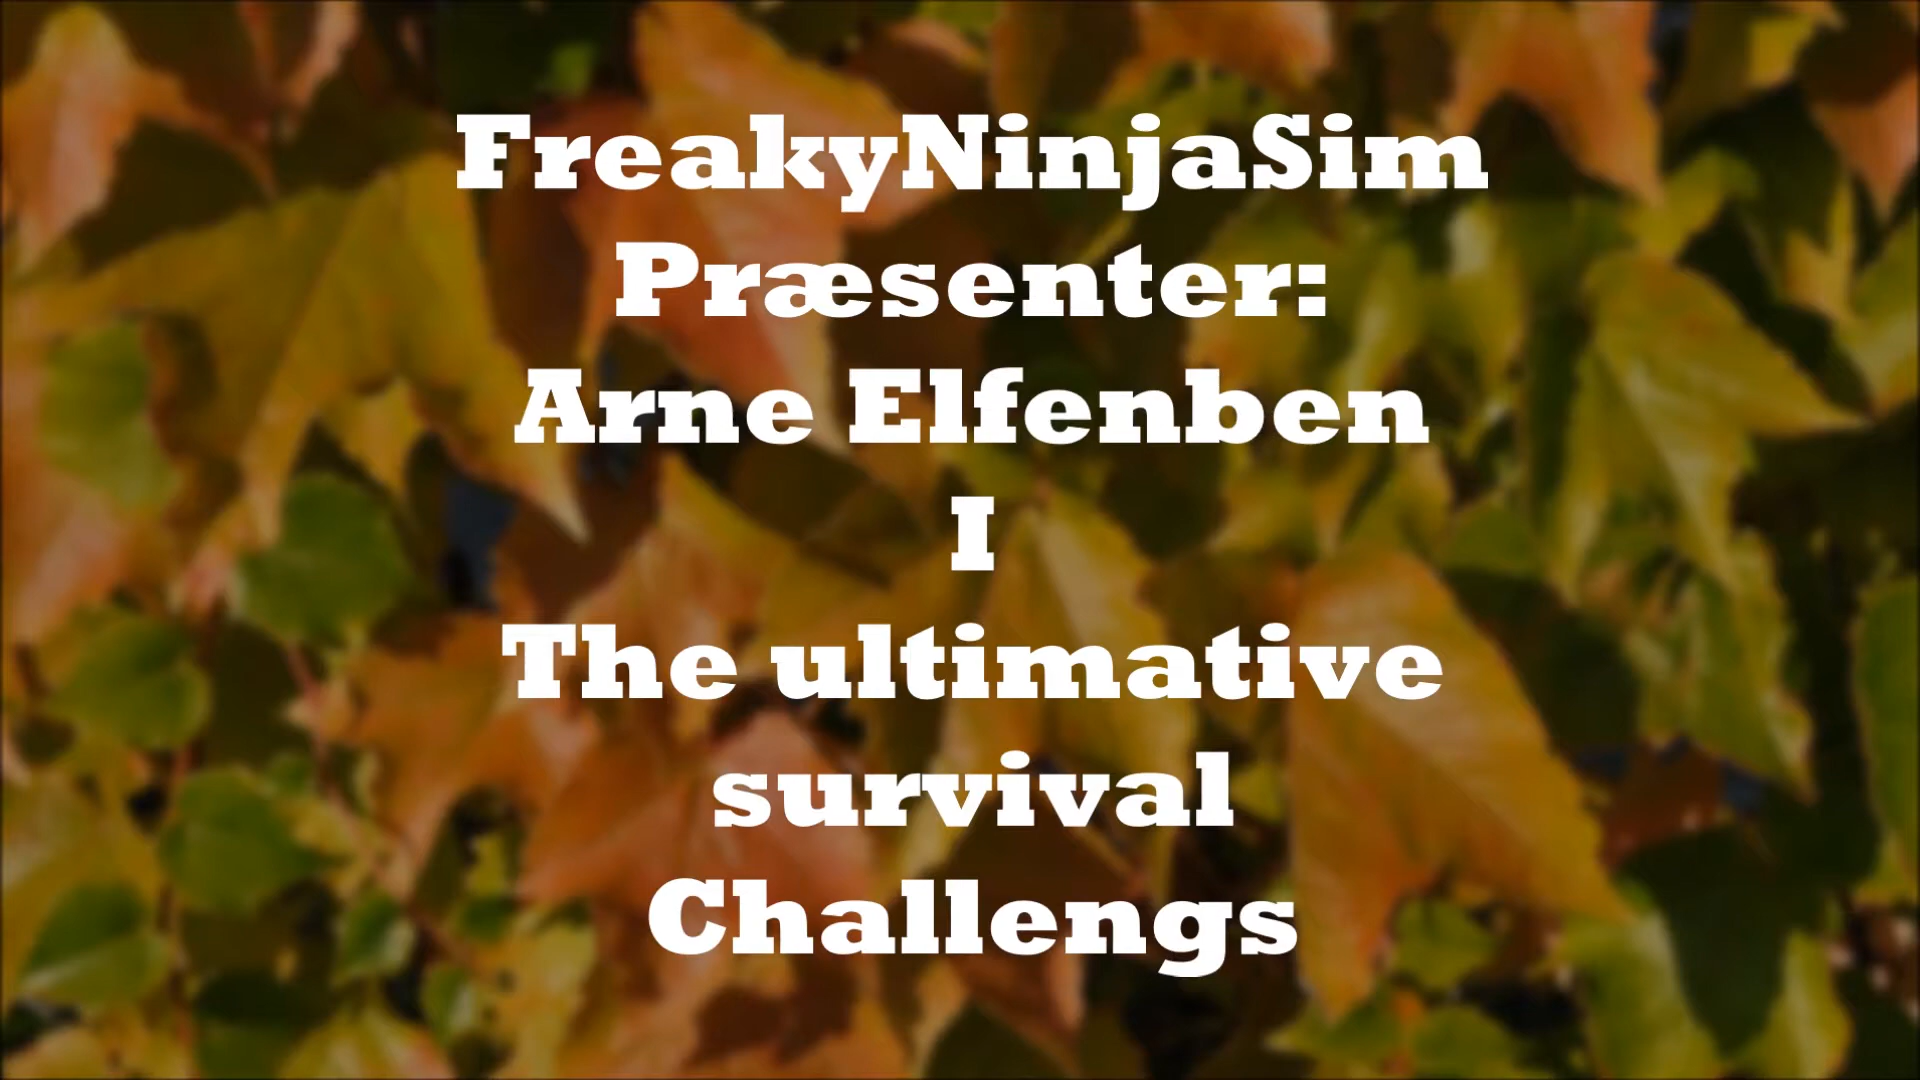 FreakyNinjaSim
Præsenter:
Arne Elfenben
I
The ultimative
survival
Challengs